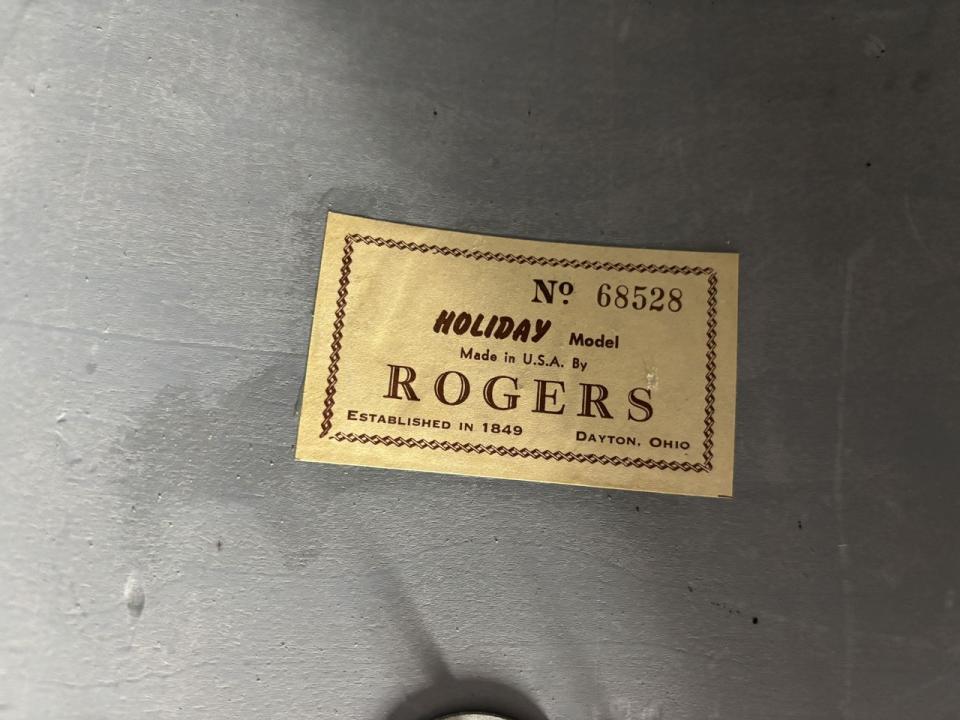 Nº 68528
HOLIDAY Model
Made in U.S.A. By
ROGERS
ESTABLISHED IN 1849 DAYTON, OHIO